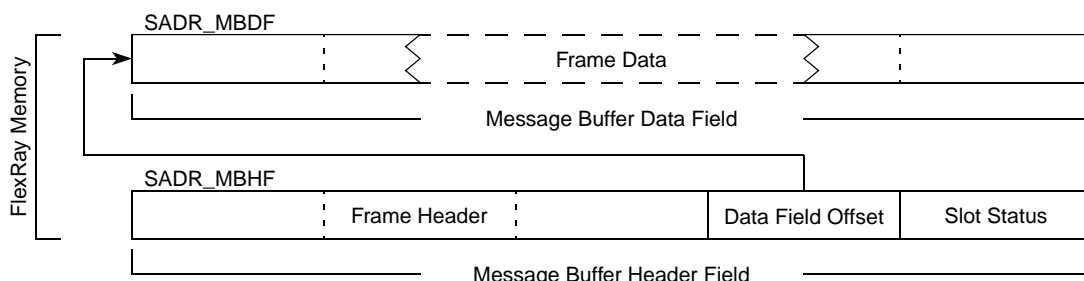 SADR_MBDF
Frame Data
Message Buffer Data Field
FlexRay Memory
SADR_MBHF
Frame Header
Data Field Offset
Slot Status
Message Buffer Header Field